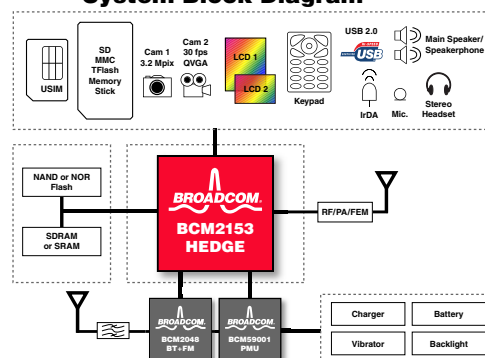 System Block Diagram
USIM
SD
MMC
TFlash
Memory
Stick
Cam 1
3.2 Mpix
Cam 2
30 fps
QVGA
LCD 1
LCD 2
Keypad
USB 2.0
USB
IrDA
Mic.
Main Speaker/
Speakerphone
Stereo
Headset
NAND or NOR
Flash
SDRAM
or SRAM
BROADCOM.
BCM2153
HEDGE
RF/PA/FEM
BROADCOM.
BCM2048
BT+FM
BROADCOM.
BCM59001
PMU
Charger
Battery
Vibrator
Backlight